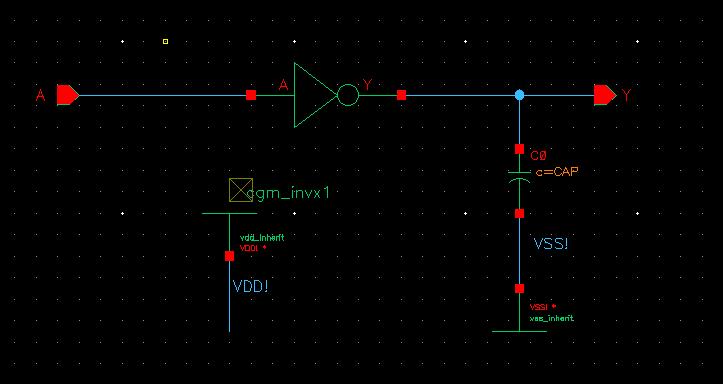 A
A
Y
Y
C0
c=CAP
cgm_invx1
vdd_inherit
VDD! *
VSS!
VDD!
VSS! *
vss_inherit